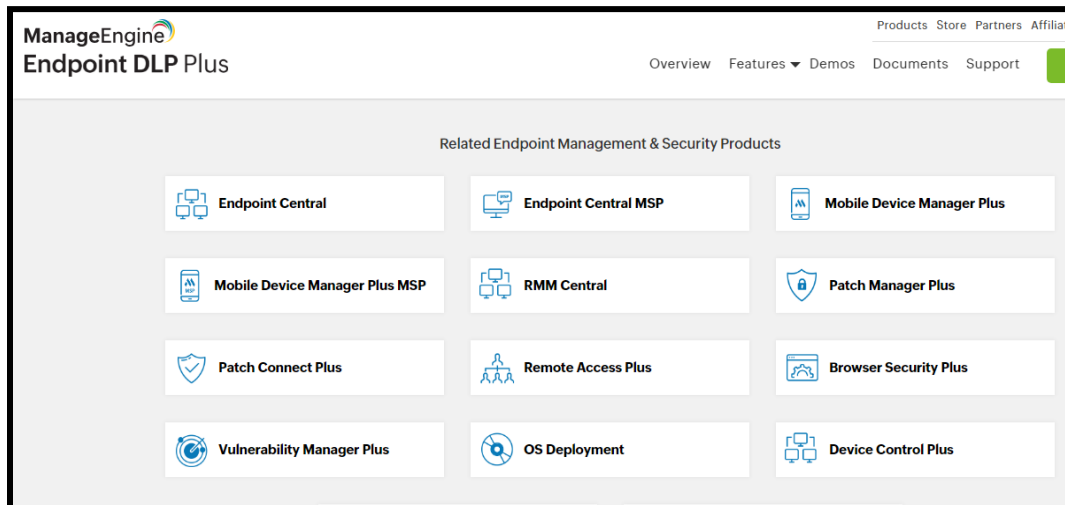 ManageEngine
Endpoint DLP Plus
Products Store Partners
Overview Features Demos Documents Support
Related Endpoint Management & Security Products
Endpoint Central
Endpoint Central MSP
Mobile Device Manager Plus
Mobile Device Manager Plus MSP
RMM Central
Patch Manager Plus
Patch Connect Plus
Remote Access Plus
Browser Security Plus
Vulnerability Manager Plus
OS Deployment
Device Control Plus